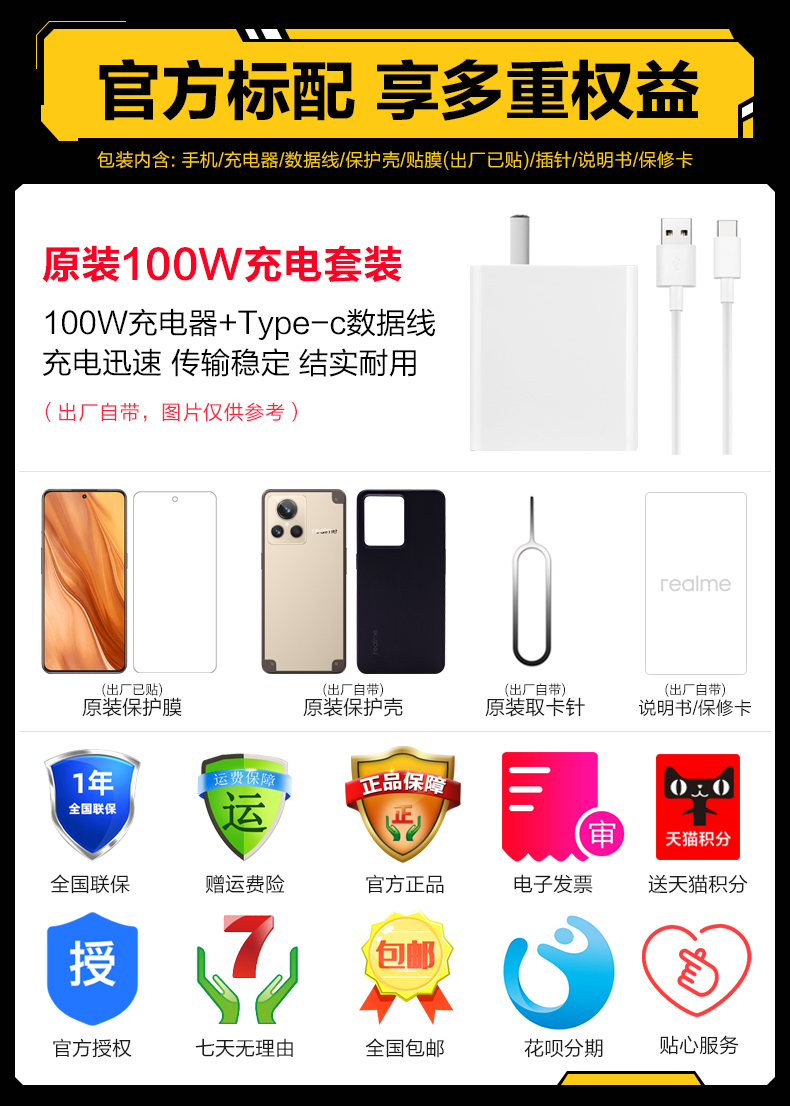 官方标配 享多重权益
包装内含: 手机/充电器/数据线/保护壳/贴膜(出厂已贴)/插针/说明书/保修卡
原装100W充电套装
100W充电器+Type-c数据线
充电迅速 传输稳定 结实耐用
（出厂自带，图片仅供参考）
realme
realme
(出厂已贴)
原装保护膜
(出厂自带)
原装保护壳
(出厂自带)
原装取卡针
(出厂自带)
说明书/保修卡
1年
全国联保
运费保障
运
正品保障
正
审
天猫积分
全国联保
赠运费险
官方正品
电子发票
送天猫积分
授
7
包邮
官方授权
七天无理由
全国包邮
花呗分期
贴心服务